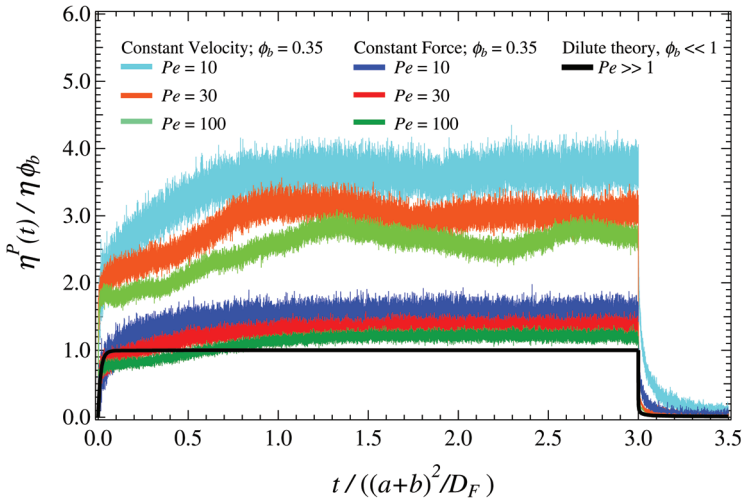 6.0
5.0
4.0
3.0
2.0
1.0
0.0
η^P(t) / η ϕ_b
Constant Velocity; ϕ_b = 0.35
Pe = 10
Pe = 30
Pe = 100
Constant Force; ϕ_b = 0.35
Pe = 10
Pe = 30
Pe = 100
Dilute theory, ϕ_b << 1
Pe >> 1
0.0 0.5 1.0 1.5 2.0 2.5 3.0 3.5
t / ((a+b)^2/D_F )